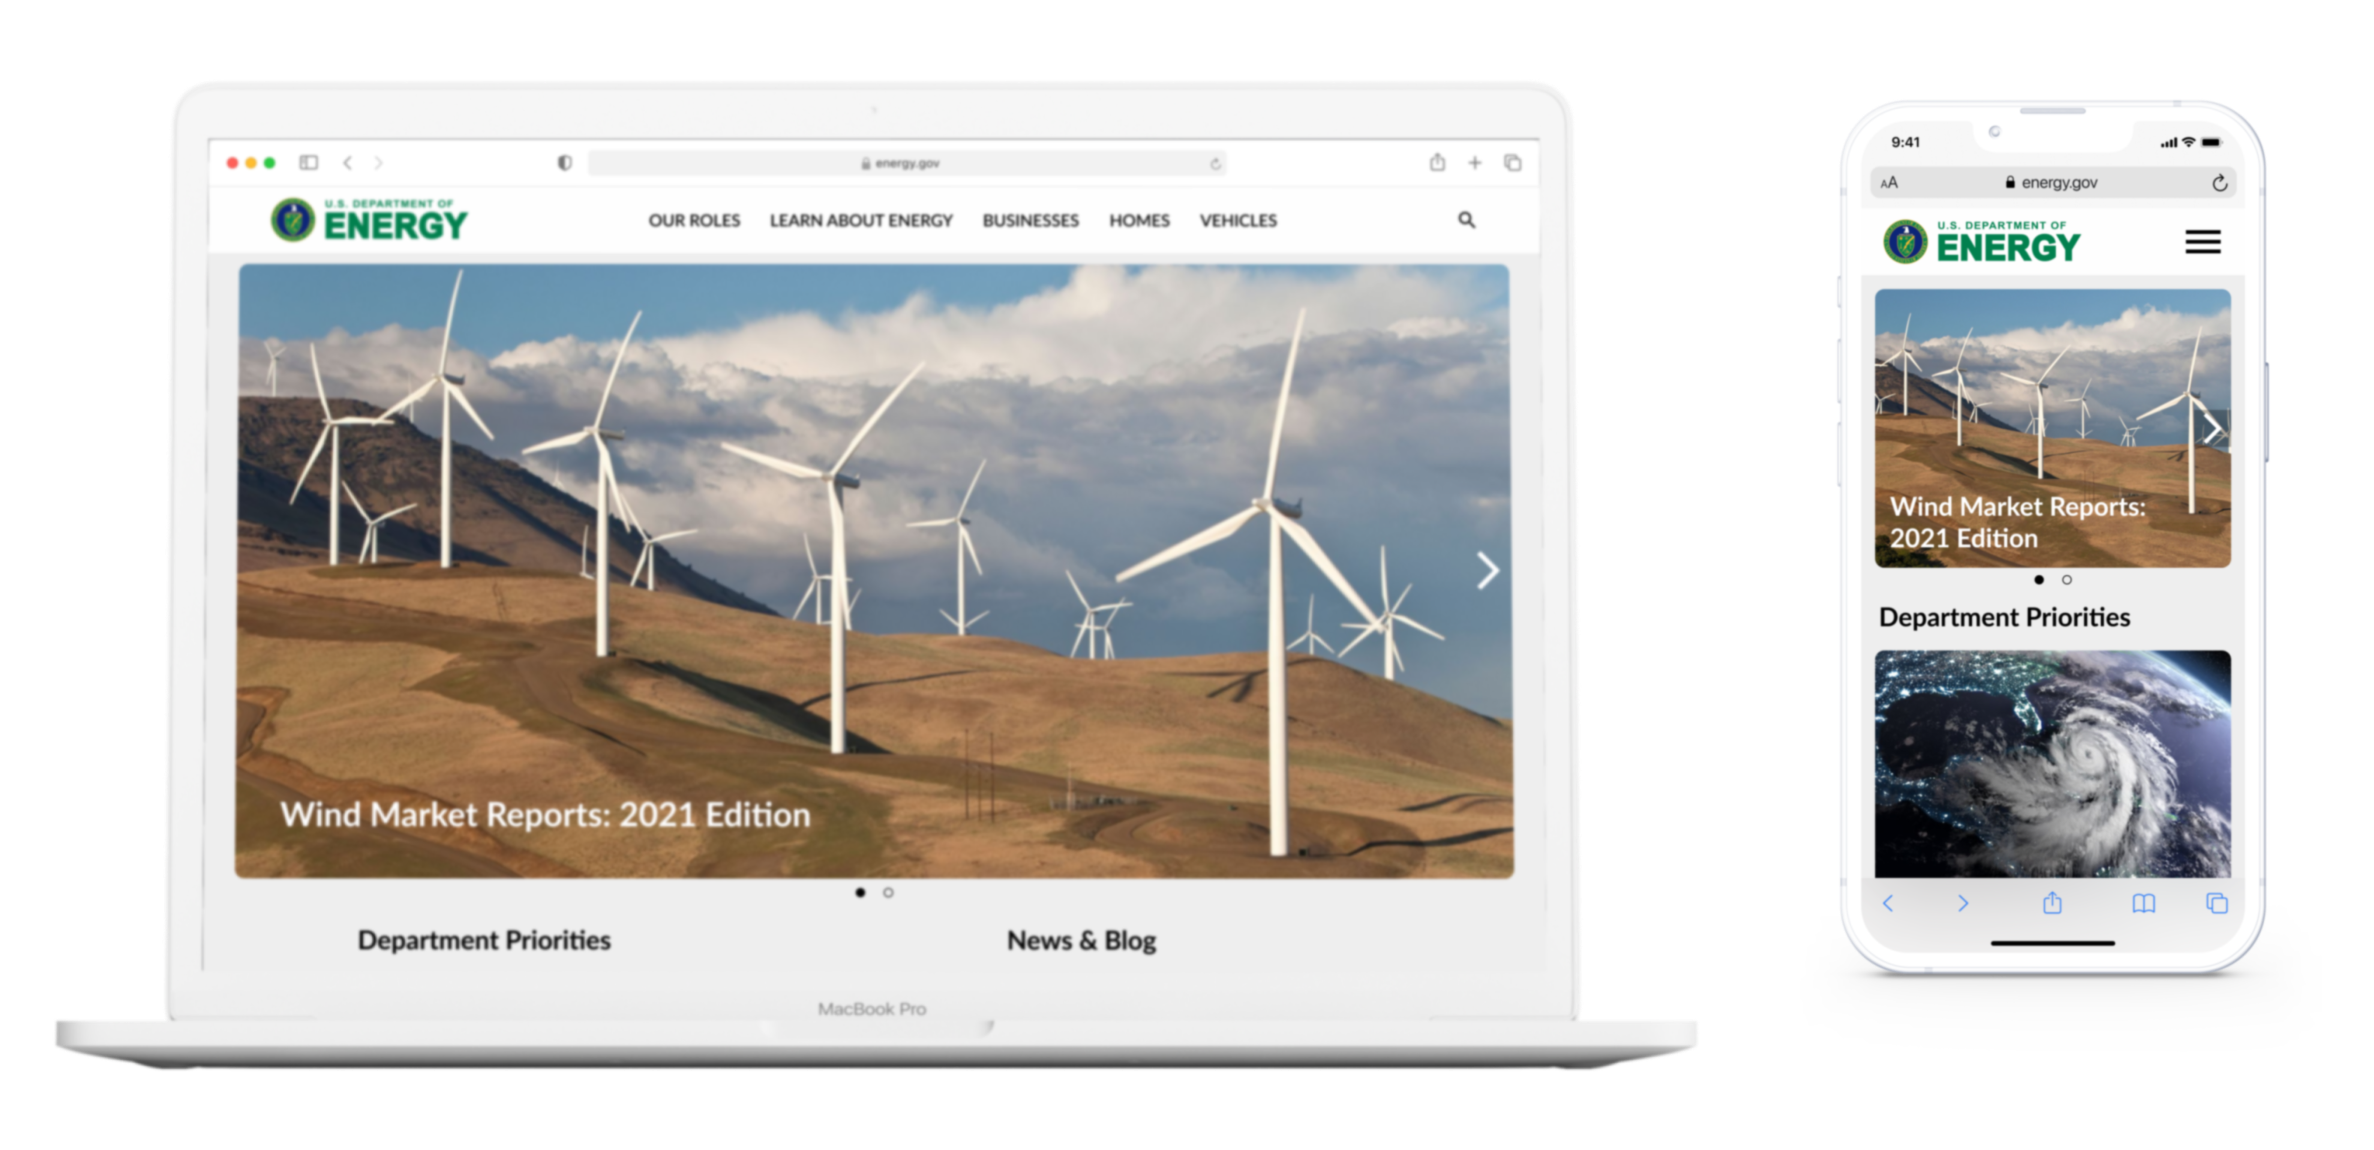 energy.gov
U.S. DEPARTMENT OF
ENERGY
OUR ROLES LEARN ABOUT ENERGY BUSINESSES HOMES VEHICLES
Wind Market Reports: 2021 Edition
Department Priorities
News & Blog
MacBook Pro
9:41
AA energy.gov
U.S. DEPARTMENT OF
ENERGY
Wind Market Reports:
2021 Edition
Department Priorities